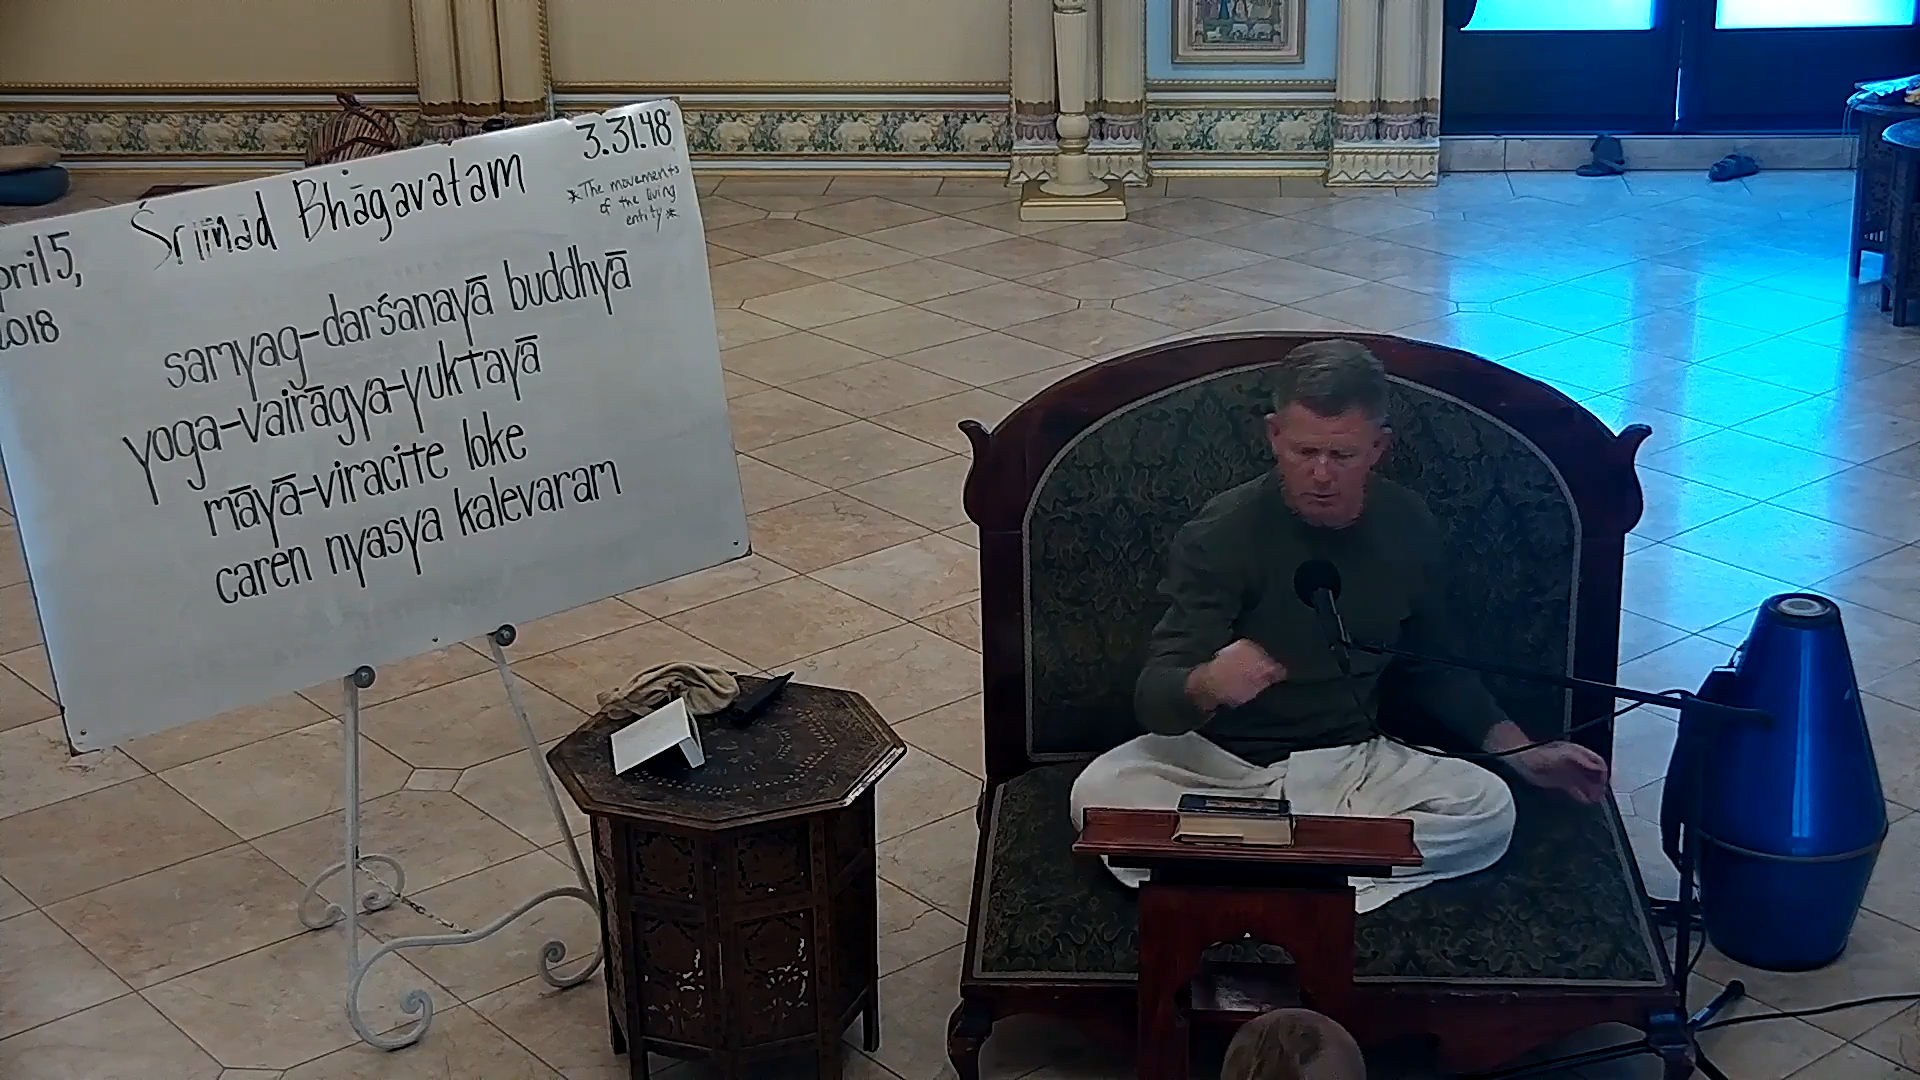 pril 5,
2018
Śrīmad Bhāgavatam
3.31.48
*The movements
of the living
entity*
samyag-darśanayā buddhyā
yoga-vairāgya-yuktayā
māyā-viracite loke
caren nyasya kalevaram